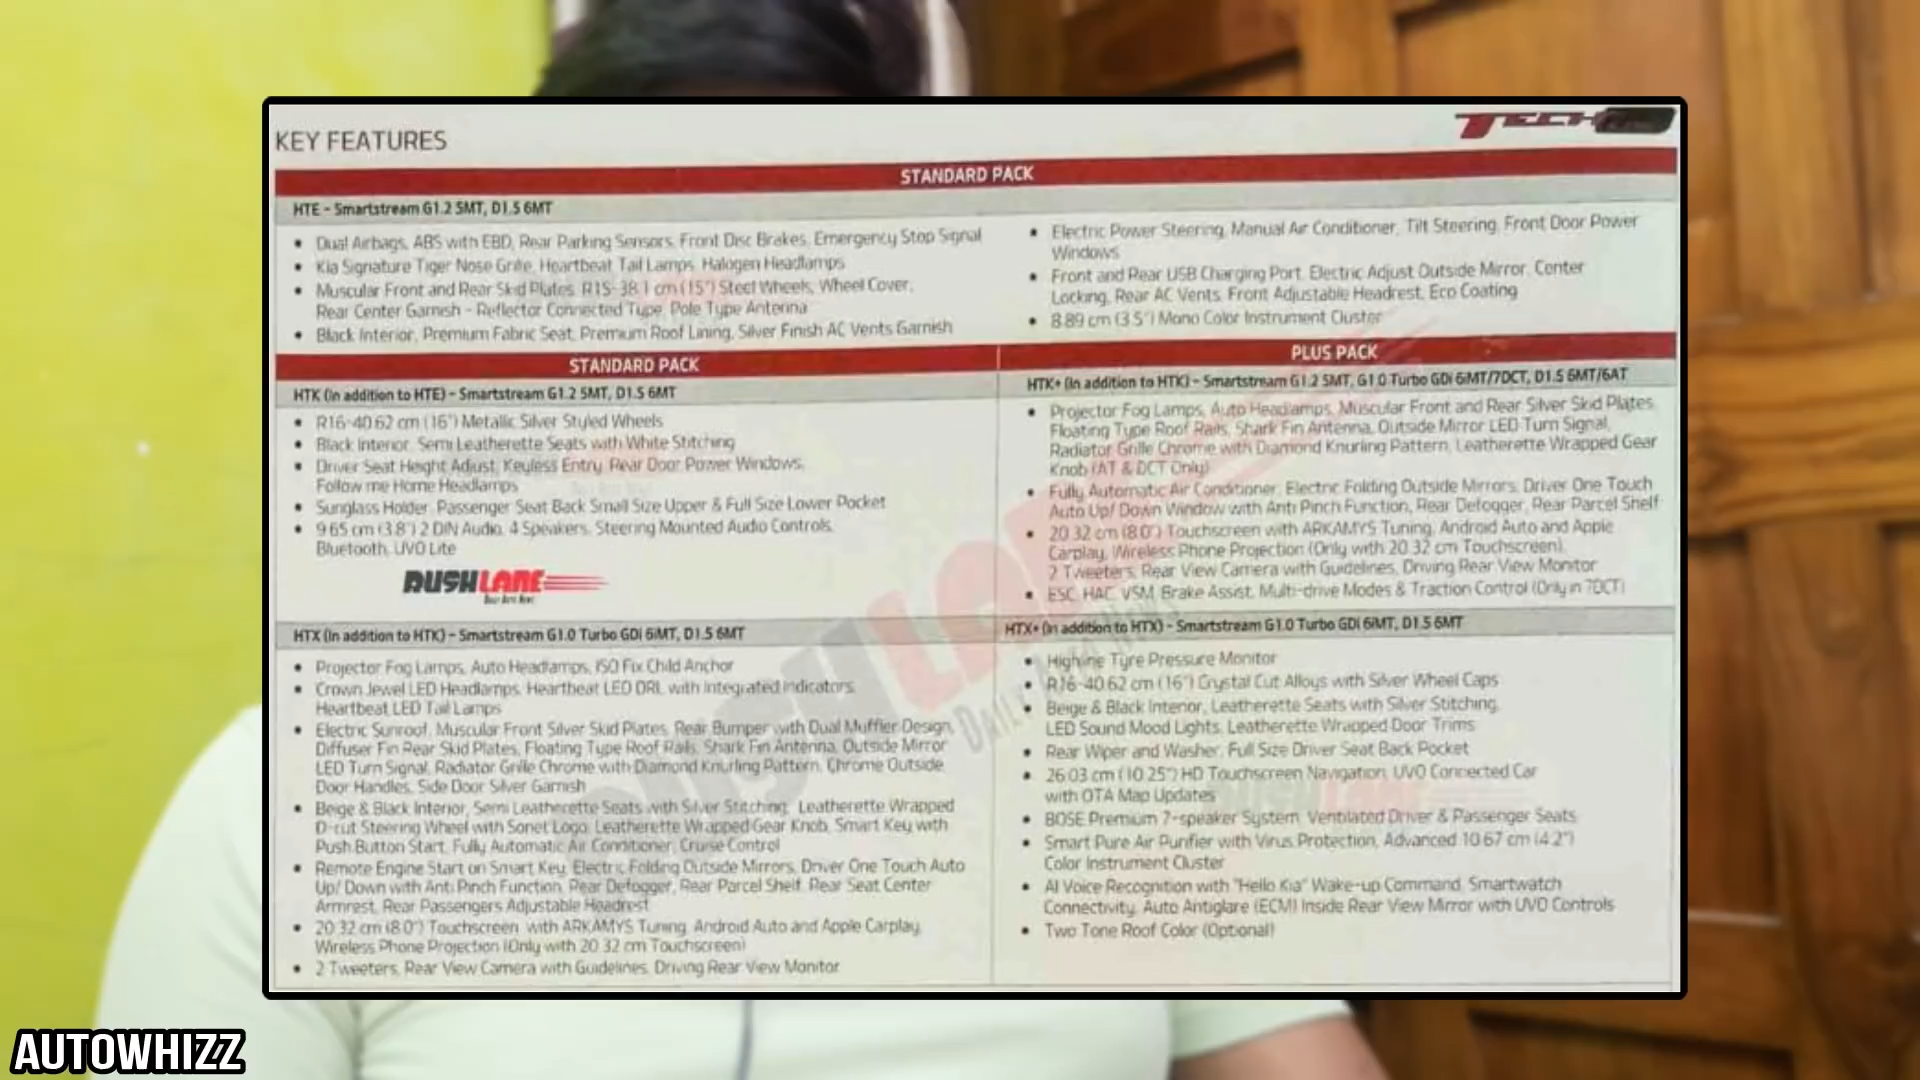 KEY FEATURES
TECH
STANDARD PACK
HTE - Smartstream G1.2 5MT, D1.5 6MT
Dual Airbags, ABS with EBD, Rear Parking Sensors, Front Disc Brakes, Emergency Stop Signal
Kia Signature Tiger Nose Grille, Heartbeat Tail Lamps, Halogen Headlamps
Muscular Front and Rear Skid Plates, R15-38.1 cm (15") Steel Wheels, Wheel Cover,
Rear Center Garnish - Reflector Connected Type, Pole Type Antenna
Black Interior, Premium Fabric Seat, Premium Roof Lining, Silver Finish AC Vents Garnish
Electric Power Steering, Manual Air Conditioner, Tilt Steering, Front Door Power
Windows
Front and Rear USB Charging Port, Electric Adjust Outside Mirror, Center
Locking, Rear AC Vents, Front Adjustable Headrest, Eco Coating
8.89 cm (3.5") Mono Color Instrument Cluster
STANDARD PACK
HTK (In addition to HTE) - Smartstream G1.2 5MT, D1.5 6MT
R16-40.62 cm (16") Metallic Silver Styled Wheels
Black Interior, Semi Leatherette Seats with White Stitching
Driver Seat Height Adjust, Keyless Entry, Rear Door Power Windows,
Follow me Home Headlamps
Sunglass Holder, Passenger Seat Back Small Size Upper & Full Size Lower Pocket
9.65 cm (3.8") 2 DIN Audio, 4 Speakers, Steering Mounted Audio Controls,
Bluetooth, UVO Lite
RUSHLANE
Daily Auto News
PLUS PACK
HTK+ (In addition to HTK) - Smartstream G1.2 5MT, G1.0 Turbo GDi 6iMT/7DCT, D1.5 6MT/6AT
Projector Fog Lamps, Auto Headlamps, Muscular Front and Rear Silver Skid Plates,
Floating Type Roof Rails, Shark Fin Antenna, Outside Mirror LED Turn Signal,
Radiator Grille Chrome with Diamond Knurling Pattern, Leatherette Wrapped Gear
Knob (AT & DCT Only)
Fully Automatic Air Conditioner, Electric Folding Outside Mirrors, Driver One Touch
Auto Up/ Down Window with Anti Pinch Function, Rear Defogger, Rear Parcel Shelf
20.32 cm (8.0") Touchscreen with ARKAMYS Tuning, Android Auto and Apple
Carplay, Wireless Phone Projection (Only with 20.32 cm Touchscreen),
2 Tweeters, Rear View Camera with Guidelines, Driving Rear View Monitor
ESC, HAC, VSM, Brake Assist, Multi-drive Modes & Traction Control (Only in 7DCT)
HTX (In addition to HTK) - Smartstream G1.0 Turbo GDi 6iMT, D1.5 6MT
Projector Fog Lamps, Auto Headlamps, ISO Fix Child Anchor
Crown Jewel LED Headlamps, Heartbeat LED DRL with Integrated Indicators,
Heartbeat LED Tail Lamps
Electric Sunroof, Muscular Front Silver Skid Plates, Rear Bumper with Dual Muffler Design,
Diffuser Fin Rear Skid Plates, Floating Type Roof Rails, Shark Fin Antenna, Outside Mirror
LED Turn Signal, Radiator Grille Chrome with Diamond Knurling Pattern, Chrome Outside
Door Handles, Side Door Silver Garnish
Beige & Black Interior, Semi Leatherette Seats with Silver Stitching, Leatherette Wrapped
D-cut Steering Wheel with Sonet Logo, Leatherette Wrapped Gear Knob, Smart Key with
Push Button Start, Fully Automatic Air Conditioner, Cruise Control
Remote Engine Start on Smart Key, Electric Folding Outside Mirrors, Driver One Touch Auto
Up/ Down with Anti Pinch Function, Rear Defogger, Rear Parcel Shelf, Rear Seat Center
Armrest, Rear Passengers Adjustable Headrest
20.32 cm (8.0") Touchscreen with ARKAMYS Tuning, Android Auto and Apple Carplay,
Wireless Phone Projection (Only with 20.32 cm Touchscreen)
2 Tweeters, Rear View Camera with Guidelines, Driving Rear View Monitor
HTX+ (In addition to HTX) - Smartstream G1.0 Turbo GDi 6iMT, D1.5 6MT
Highline Tyre Pressure Monitor
R16-40.62 cm (16") Crystal Cut Alloys with Silver Wheel Caps
Beige & Black Interior, Leatherette Seats with Silver Stitching,
LED Sound Mood Lights, Leatherette Wrapped Door Trims
Rear Wiper and Washer, Full Size Driver Seat Back Pocket
26.03 cm (10.25") HD Touchscreen Navigation, UVO Connected Car
with OTA Map Updates
BOSE Premium 7-speaker System, Ventilated Driver & Passenger Seats
Smart Pure Air Purifier with Virus Protection, Advanced 10.67 cm (4.2")
Color Instrument Cluster
AI Voice Recognition with "Hello Kia" Wake-up Command, Smartwatch
Connectivity, Auto Antiglare (ECM) Inside Rear View Mirror with UVO Controls
Two Tone Roof Color (Optional)
AUTOWHIZZ